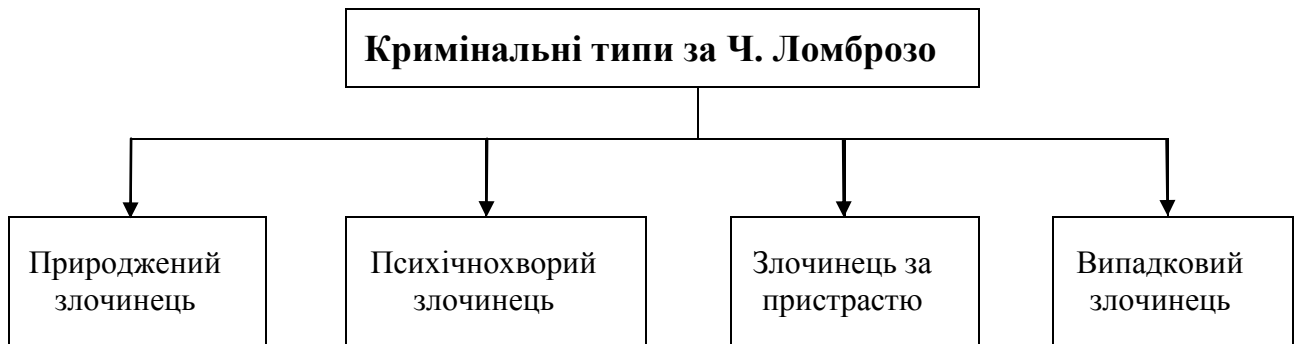 Кримінальні типи за Ч. Ломброзо
Природжений
злочинець
Психічнохворий
злочинець
Злочинець за
пристрастю
Випадковий
злочинець